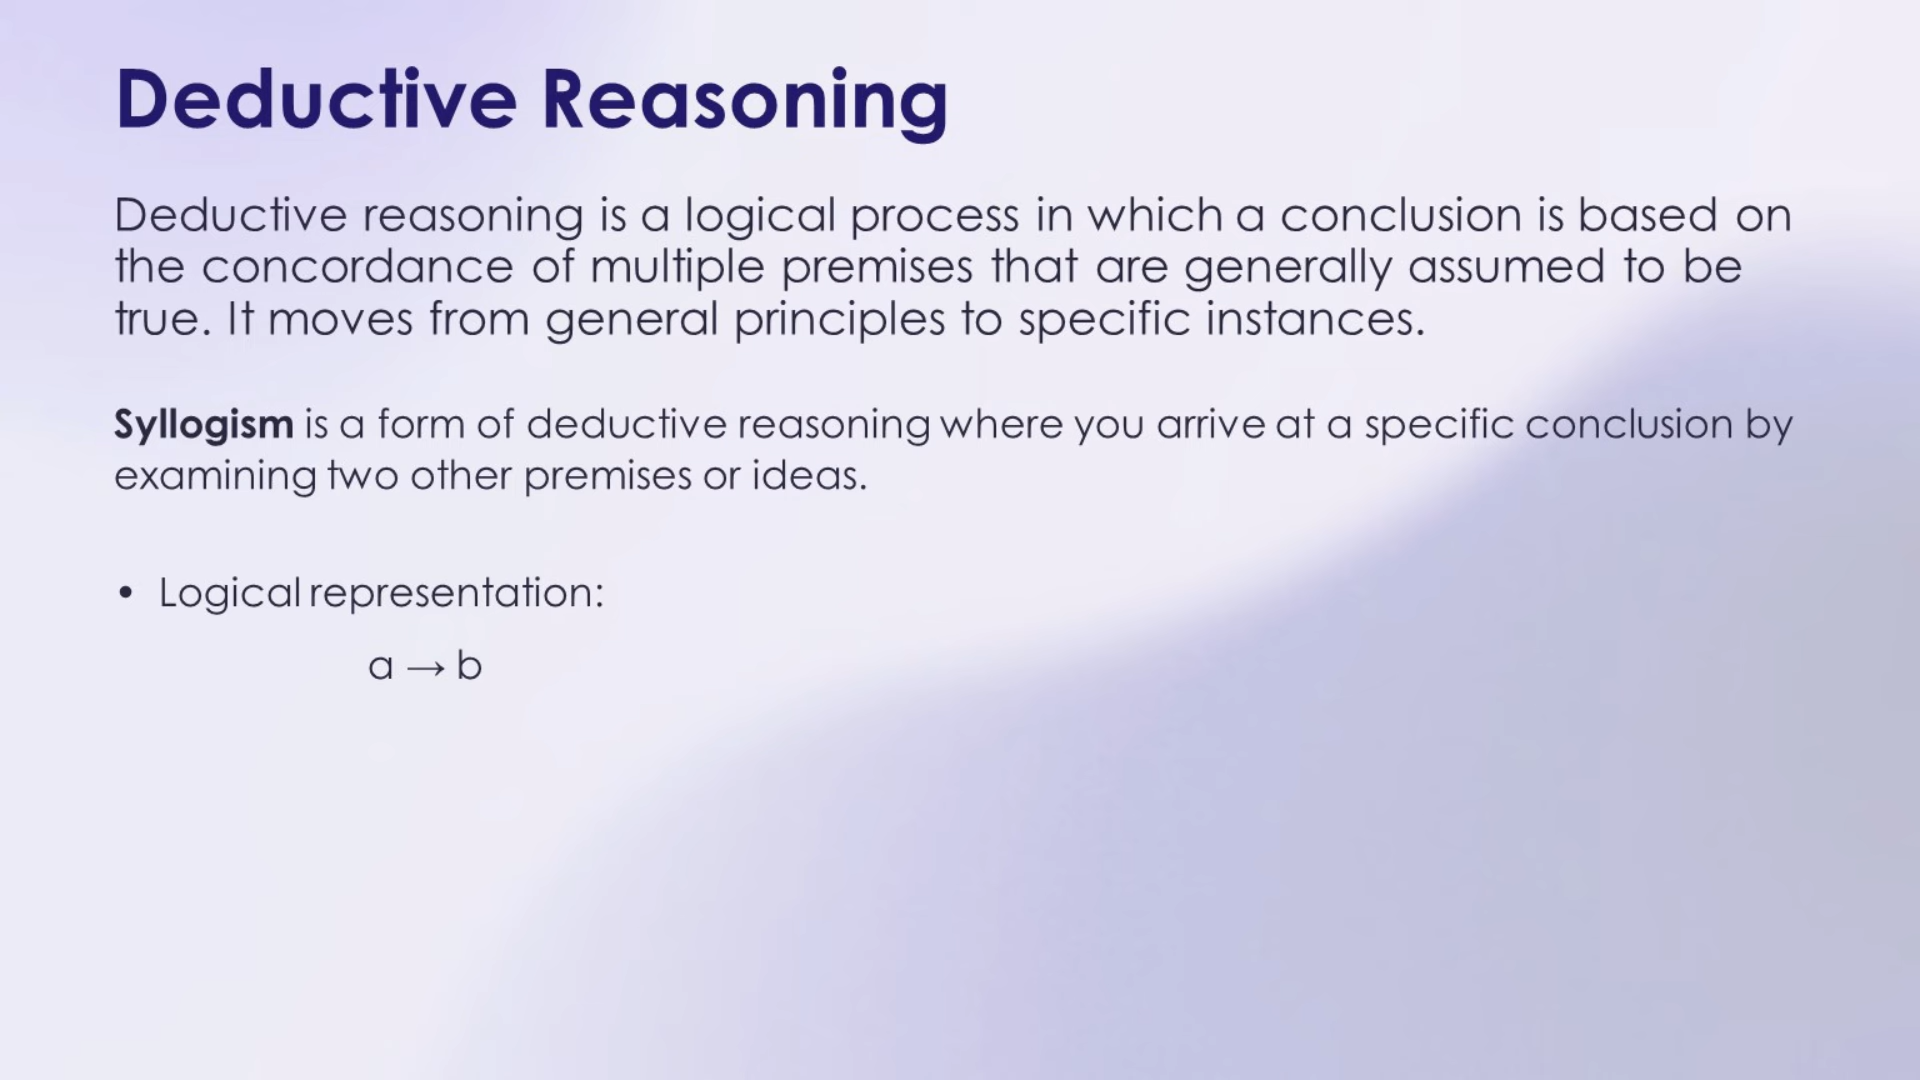 Deductive Reasoning
Deductive reasoning is a logical process in which a conclusion is based on
the concordance of multiple premises that are generally assumed to be
true. It moves from general principles to specific instances.
Syllogism is a form of deductive reasoning where you arrive at a specific conclusion by
examining two other premises or ideas.
• Logical representation:
a → b